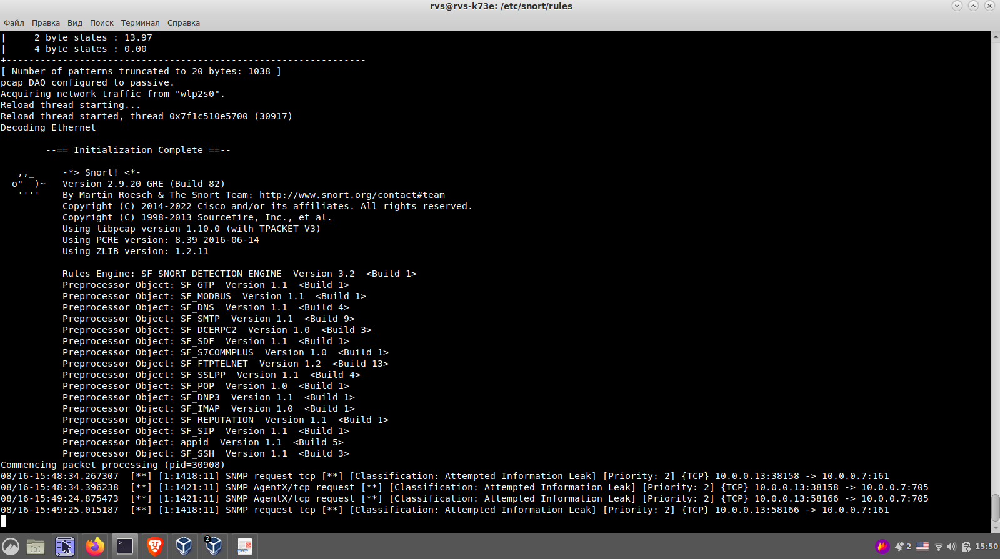 rvs@rvs-k73e: /etc/snort/rules
Файл Правка Вид Поиск Терминал Справка
|     2 byte states : 13.97
|     4 byte states : 0.00
+----------------------------------------------------------------
[ Number of patterns truncated to 20 bytes: 1038 ]
pcap DAQ configured to passive.
Acquiring network traffic from "wlp2s0".
Reload thread starting...
Reload thread started, thread 0x7f1c510e5700 (30917)
Decoding Ethernet
        --== Initialization Complete ==--
   ,,_     -*> Snort! <*-
  o"  )~   Version 2.9.20 GRE (Build 82)
   ''''    By Martin Roesch & The Snort Team: http://www.snort.org/contact#team
           Copyright (C) 2014-2022 Cisco and/or its affiliates. All rights reserved.
           Copyright (C) 1998-2013 Sourcefire, Inc., et al.
           Using libpcap version 1.10.0 (with TPACKET_V3)
           Using PCRE version: 8.39 2016-06-14
           Using ZLIB version: 1.2.11
           Rules Engine: SF_SNORT_DETECTION_ENGINE  Version 3.2  <Build 1>
           Preprocessor Object: SF_GTP  Version 1.1  <Build 1>
           Preprocessor Object: SF_MODBUS  Version 1.1  <Build 1>
           Preprocessor Object: SF_DNS  Version 1.1  <Build 4>
           Preprocessor Object: SF_SMTP  Version 1.1  <Build 9>
           Preprocessor Object: SF_DCERPC2  Version 1.0  <Build 3>
           Preprocessor Object: SF_SDF  Version 1.1  <Build 1>
           Preprocessor Object: SF_S7COMMPLUS  Version 1.0  <Build 1>
           Preprocessor Object: SF_FTPTELNET  Version 1.2  <Build 13>
           Preprocessor Object: SF_SSLPP  Version 1.1  <Build 4>
           Preprocessor Object: SF_POP  Version 1.0  <Build 1>
           Preprocessor Object: SF_DNP3  Version 1.1  <Build 1>
           Preprocessor Object: SF_IMAP  Version 1.0  <Build 1>
           Preprocessor Object: SF_REPUTATION  Version 1.1  <Build 1>
           Preprocessor Object: SF_SIP  Version 1.1  <Build 1>
           Preprocessor Object: appid  Version 1.1  <Build 5>
           Preprocessor Object: SF_SSH  Version 1.1  <Build 3>
Commencing packet processing (pid=30908)
08/16-15:48:34.267307  [**] [1:1418:11] SNMP request tcp [**] [Classification: Attempted Information Leak] [Priority: 2] {TCP} 10.0.0.13:38158 -> 10.0.0.7:161
08/16-15:48:34.396238  [**] [1:1421:11] SNMP AgentX/tcp request [**] [Classification: Attempted Information Leak] [Priority: 2] {TCP} 10.0.0.13:38158 -> 10.0.0.7:705
08/16-15:49:24.875473  [**] [1:1421:11] SNMP AgentX/tcp request [**] [Classification: Attempted Information Leak] [Priority: 2] {TCP} 10.0.0.13:58166 -> 10.0.0.7:705
08/16-15:49:25.015187  [**] [1:1418:11] SNMP request tcp [**] [Classification: Attempted Information Leak] [Priority: 2] {TCP} 10.0.0.13:58166 -> 10.0.0.7:161
2
2 15:50